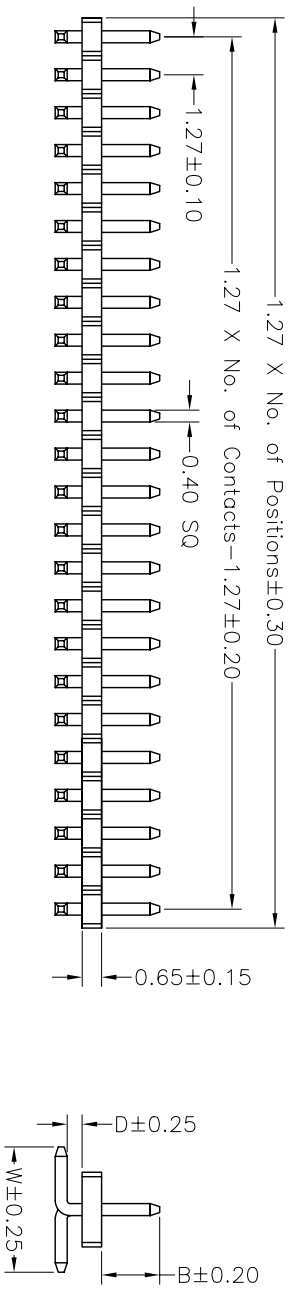 1.27 X No. of Positions±0.30
1.27 X No. of Contacts-1.27±0.20
1.27±0.10
0.40 SQ
0.65±0.15
D±0.25
W±0.25
B±0.20